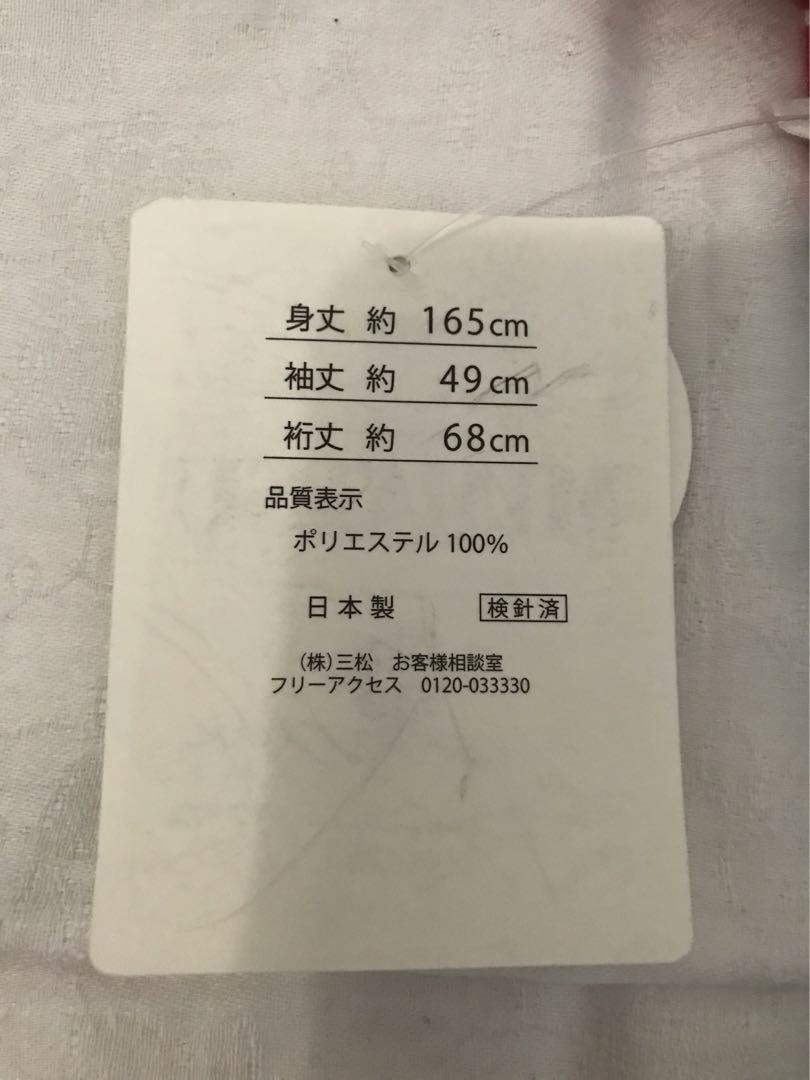 身丈 約 165cm
袖丈 約 49cm
裄丈 約 68cm
品質表示
ポリエステル 100%
日本製 検針済
(株)三松 お客様相談室
フリーアクセス 0120-033330